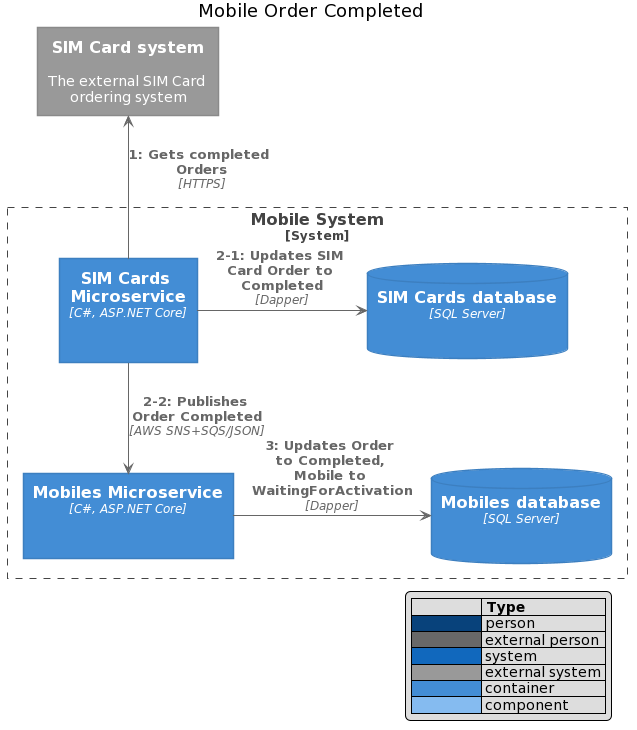 Mobile Order Completed
SIM Card system
The external SIM Card
ordering system
1: Gets completed
Orders
[HTTPS]
Mobile System
[System]
SIM Cards
Microservice
[C#, ASP.NET Core]
2-1: Updates SIM
Card Order to
Completed
[Dapper]
SIM Cards database
[SQL Server]
2-2: Publishes
Order Completed
[AWS SNS+SQS/JSON]
Mobiles Microservice
[C#, ASP.NET Core]
3: Updates Order
to Completed,
Mobile to
WaitingForActivation
[Dapper]
Mobiles database
[SQL Server]
Type
person
external person
system
external system
container
component